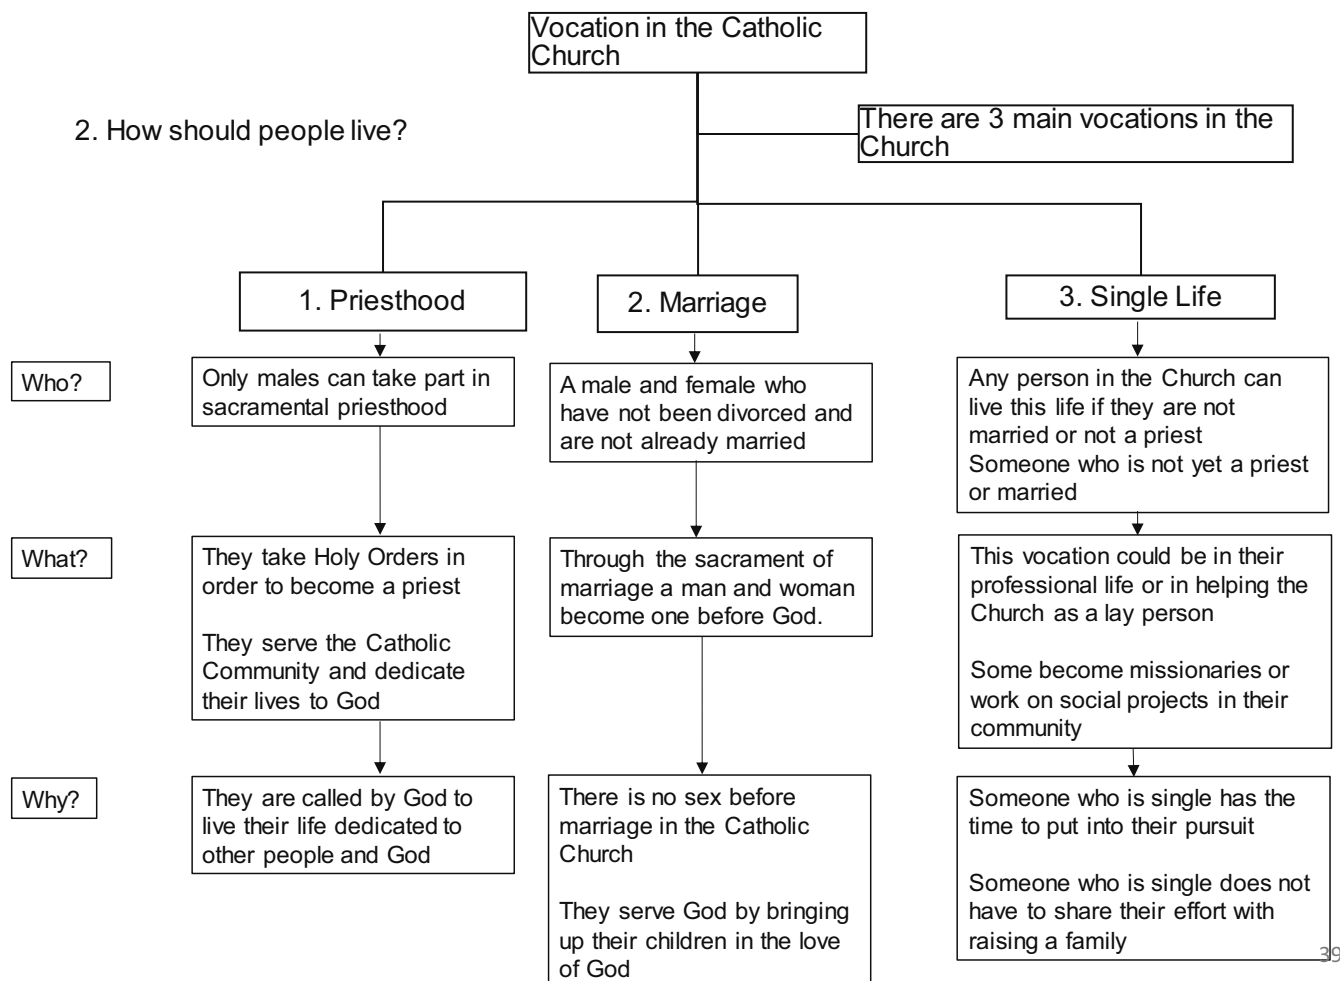 Vocation in the Catholic
Church
2. How should people live?
There are 3 main vocations in the
Church
1. Priesthood
2. Marriage
3. Single Life
Who?
Only males can take part in
sacramental priesthood
A male and female who
have not been divorced and
are not already married
Any person in the Church can
live this life if they are not
married or not a priest
Someone who is not yet a priest
or married
What?
They take Holy Orders in
order to become a priest
They serve the Catholic
Community and dedicate
their lives to God
Through the sacrament of
marriage a man and woman
become one before God.
This vocation could be in their
professional life or in helping the
Church as a lay person
Some become missionaries or
work on social projects in their
community
Why?
They are called by God to
live their life dedicated to
other people and God
There is no sex before
marriage in the Catholic
Church
They serve God by bringing
up their children in the love
of God
Someone who is single has the
time to put into their pursuit
Someone who is single does not
have to share their effort with
raising a family
39